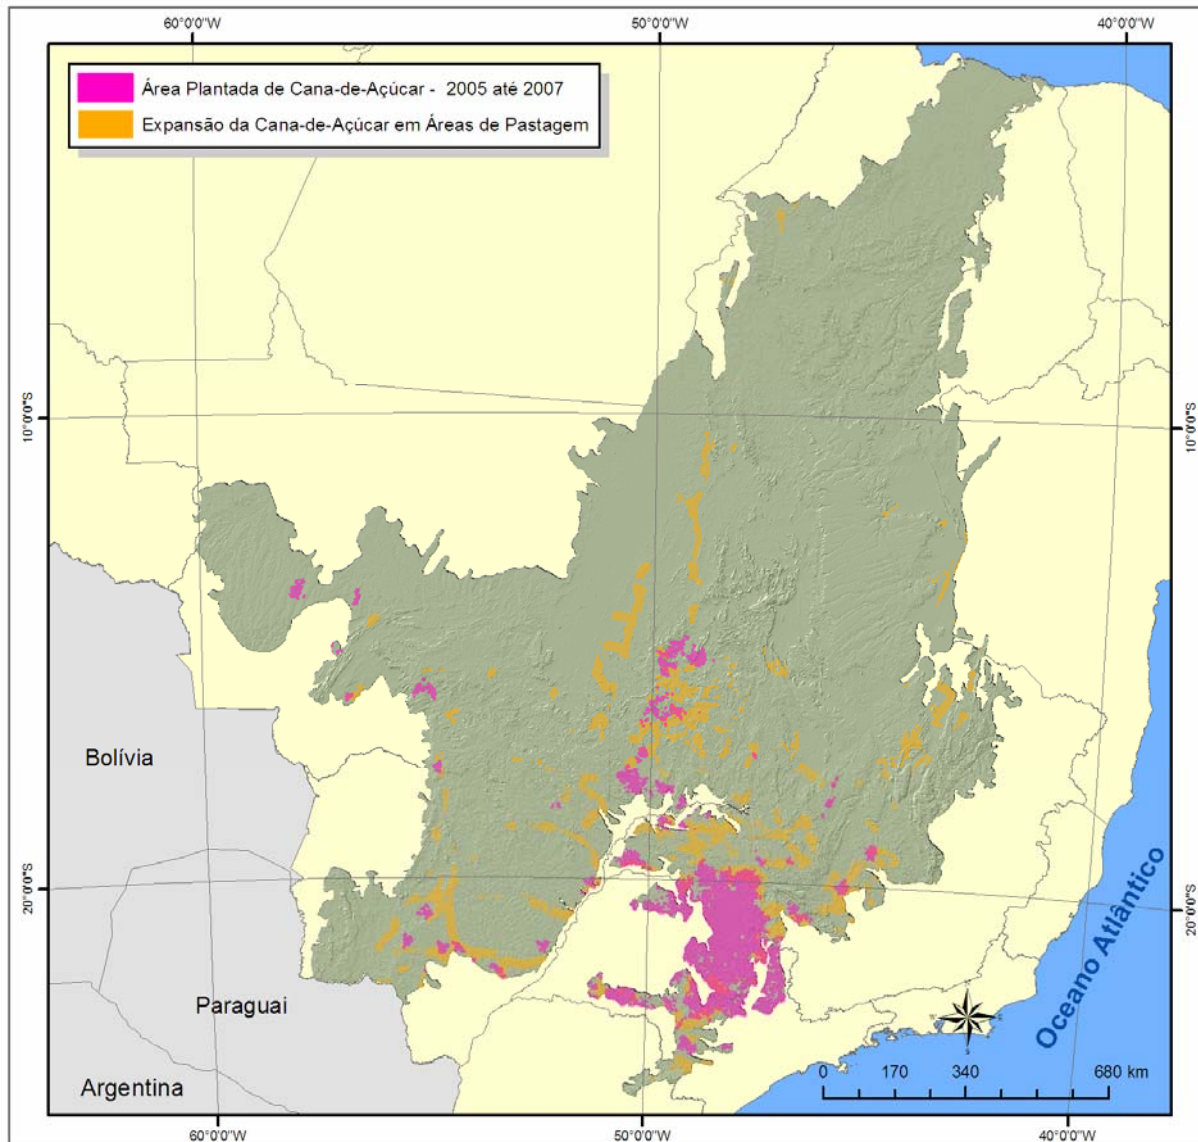 60°0'0"W 50°0'0"W 40°0'0"W
Área Plantada de Cana-de-Açúcar - 2005 até 2007
Expansão da Cana-de-Açúcar em Áreas de Pastagem
10°0'0"S 10°0'0"S
Bolívia
20°0'0"S 20°0'0"S
Oceano Atlântico
Paraguai
N
W E
S
Argentina
0 170 340 680 km
60°0'0"W 50°0'0"W 40°0'0"W